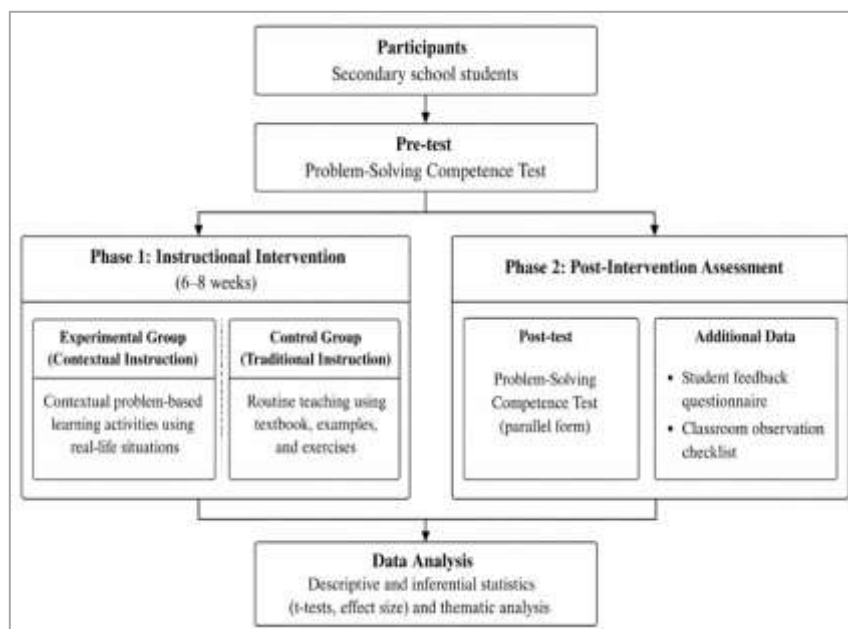 Participants
Secondary school students
Pre-test
Problem-Solving Competence Test
Phase 1: Instructional Intervention
(6–8 weeks)
Experimental Group
(Contextual Instruction)
Contextual problem-based
learning activities using
real-life situations
Control Group
(Traditional Instruction)
Routine teaching using
textbook, examples,
and exercises
Phase 2: Post-Intervention Assessment
Post-test
Problem-Solving
Competence Test
(parallel form)
Additional Data
• Student feedback
questionnaire
• Classroom observation
checklist
Data Analysis
Descriptive and inferential statistics
(t-tests, effect size) and thematic analysis